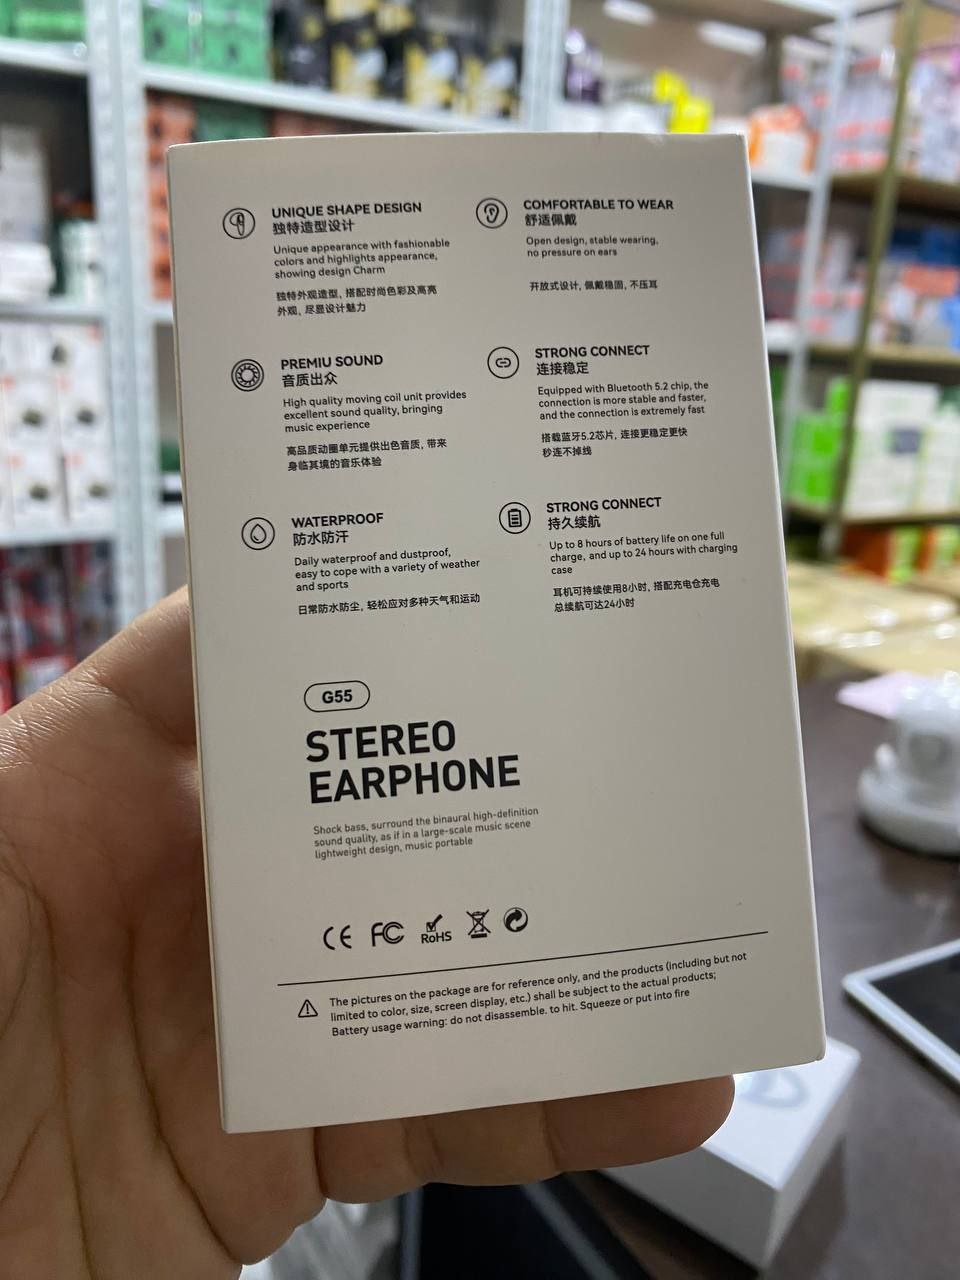 UNIQUE SHAPE DESIGN
独特造型设计
Unique appearance with fashionable
colors and highlights appearance,
showing design Charm
独特外观造型, 搭配时尚色彩及高亮
外观, 尽显设计魅力
COMFORTABLE TO WEAR
舒适佩戴
Open design, stable wearing,
no pressure on ears
开放式设计, 佩戴稳固, 不压耳
PREMIU SOUND
音质出众
High quality moving coil unit provides
excellent sound quality, bringing
music experience
高品质动圈单元提供出色音质, 带来
身临其境的音乐体验
STRONG CONNECT
连接稳定
Equipped with Bluetooth 5.2 chip, the
connection is more stable and faster,
and the connection is extremely fast
搭载蓝牙5.2芯片, 连接更稳定更快
秒连不掉线
WATERPROOF
防水防汗
Daily waterproof and dustproof,
easy to cope with a variety of weather
and sports
日常防水防尘, 轻松应对多种天气和运动
STRONG CONNECT
持久续航
Up to 8 hours of battery life on one full
charge, and up to 24 hours with charging
case
耳机可持续使用8小时, 搭配充电仓充电
总续航可达24小时
G55
STEREO
EARPHONE
Shock bass, surround the binaural high-definition
sound quality, as if in a large-scale music scene
lightweight design, music portable
CE FC RoHS
The pictures on the package are for reference only, and the products (including but not
limited to color, size, screen display, etc.) shall be subject to the actual products;
Battery usage warning: do not disassemble. to hit. Squeeze or put into fire